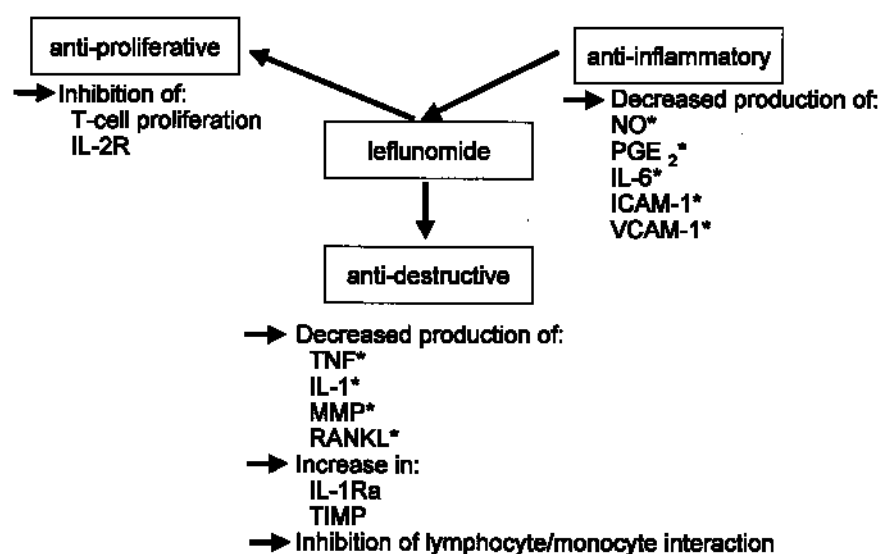 anti-proliferative
Inhibition of:
T-cell proliferation
IL-2R
anti-inflammatory
Decreased production of:
NO*
PGE 2*
IL-6*
ICAM-1*
VCAM-1*
leflunomide
anti-destructive
Decreased production of:
TNF*
IL-1*
MMP*
RANKL*
Increase in:
IL-1Ra
TIMP
Inhibition of lymphocyte/monocyte interaction